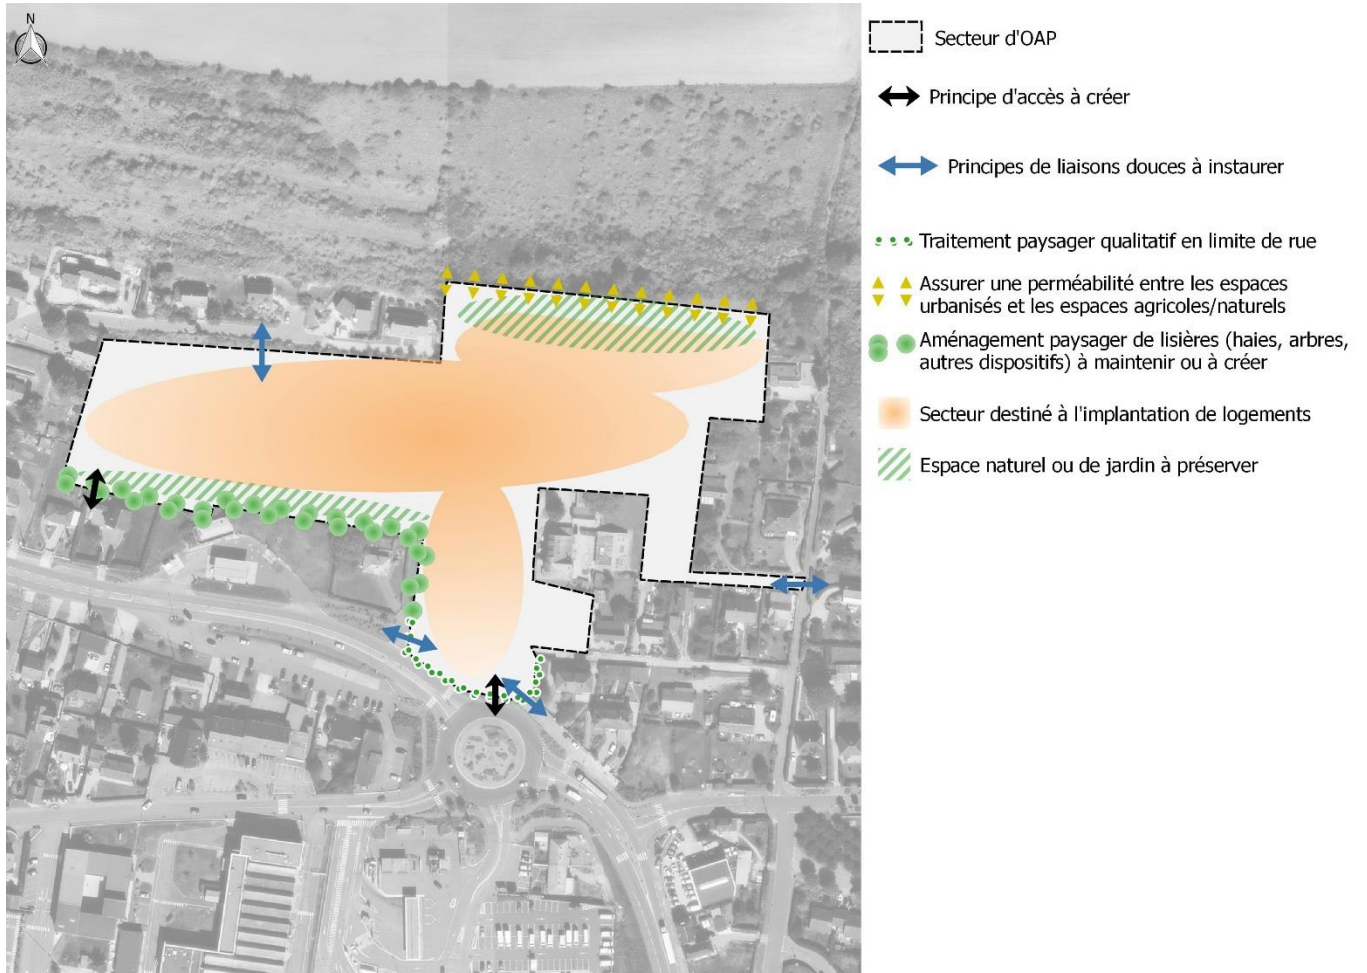 N
Secteur d'OAP
Principe d'accès à créer
Principes de liaisons douces à instaurer
Traitement paysager qualitatif en limite de rue
Assurer une perméabilité entre les espaces
urbanisés et les espaces agricoles/naturels
Aménagement paysager de lisières (haies, arbres,
autres dispositifs) à maintenir ou à créer
Secteur destiné à l'implantation de logements
Espace naturel ou de jardin à préserver